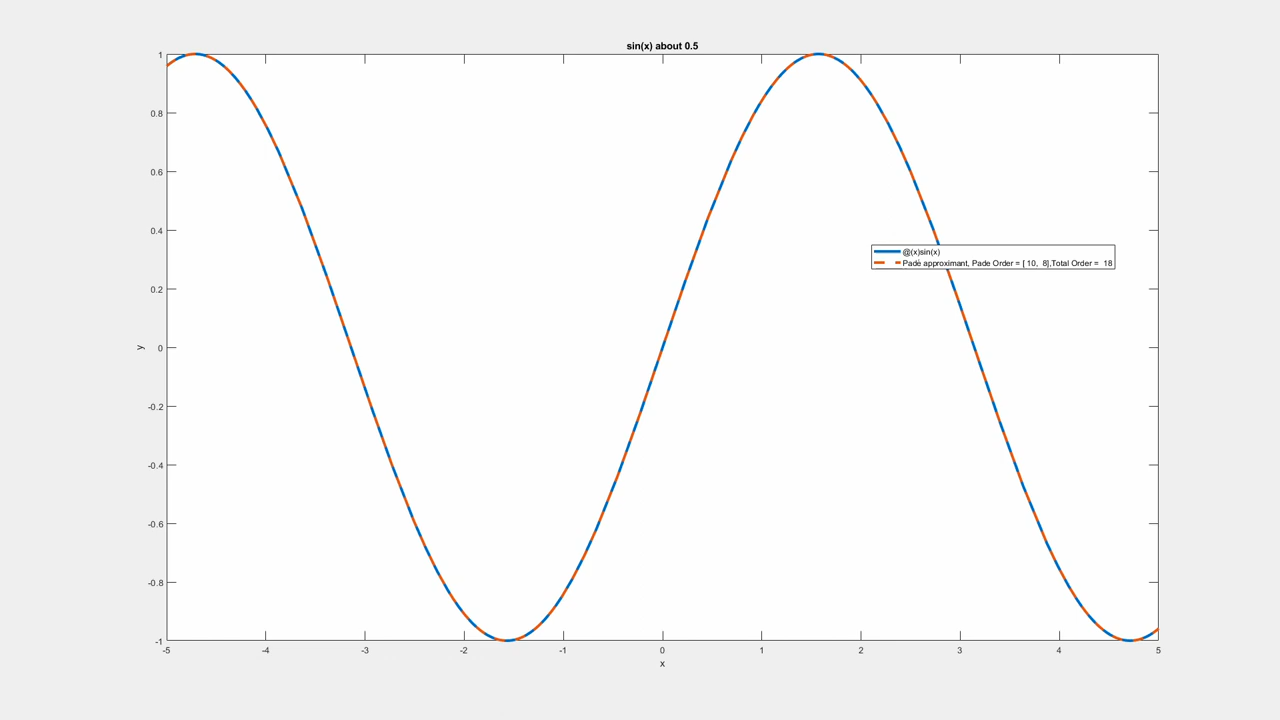 sin(x) about 0.5
1
0.8
0.6
0.4
0.2
0
-0.2
-0.4
-0.6
-0.8
-1
y
@(x)sin(x)
Padè approximant, Pade Order = [ 10, 8],Total Order = 18
-5 -4 -3 -2 -1 0 1 2 3 4 5
x